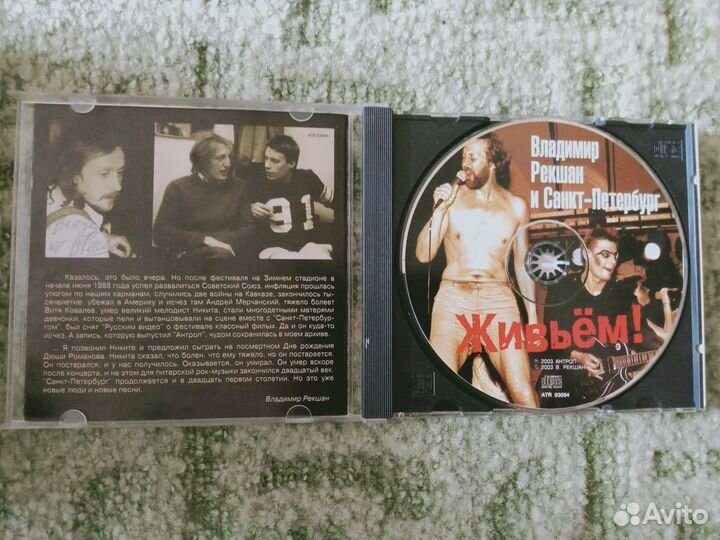 ATR 03094
Казалось, это было вчера. Но после фестиваля на Зимнем стадионе в
начале июня 1988 года успел развалиться Советский Союз, инфляция прошлась
утюгом по нашим карманам, случились две войны на Кавказе, закончилось ты-
сячелетие, убежал в Америку и исчез там Андрей Мерчанский, тяжело болеет
Витя Ковалев, умер великий мелодист Никита, стали многодетными матерями
девчонки, которые пели и вытанцовывали на сцене вместе с "Санкт-Петербур-
гом", был снят "Русским видео" о фестивале классный фильм. Да и он куда-то
исчез. А запись, которую выпустил "Антроп", чудом сохранилась в моем архиве.
... Я позвонил Никите и предложил сыграть на посмертном Дне рождения
Дюши Романова. Никита сказал, что болен, что ему тяжело, но он постарается.
Он постарался, и у нас получилось. Оказывается, он умирал. Он умер вскоре
после концерта, и на этом для питерской рок-музыки закончился двадцатый век.
"Санкт-Петербург" продолжается и в двадцать первом столетии. Но это уже
новые люди и новые песни.
Владимир Рекшан
Владимир
Рекшан
и Санкт-Петербург
Живьём!
℗ 2003 АНТРОП
© 2003 В. РЕКШАН
ATR 03094
Avito